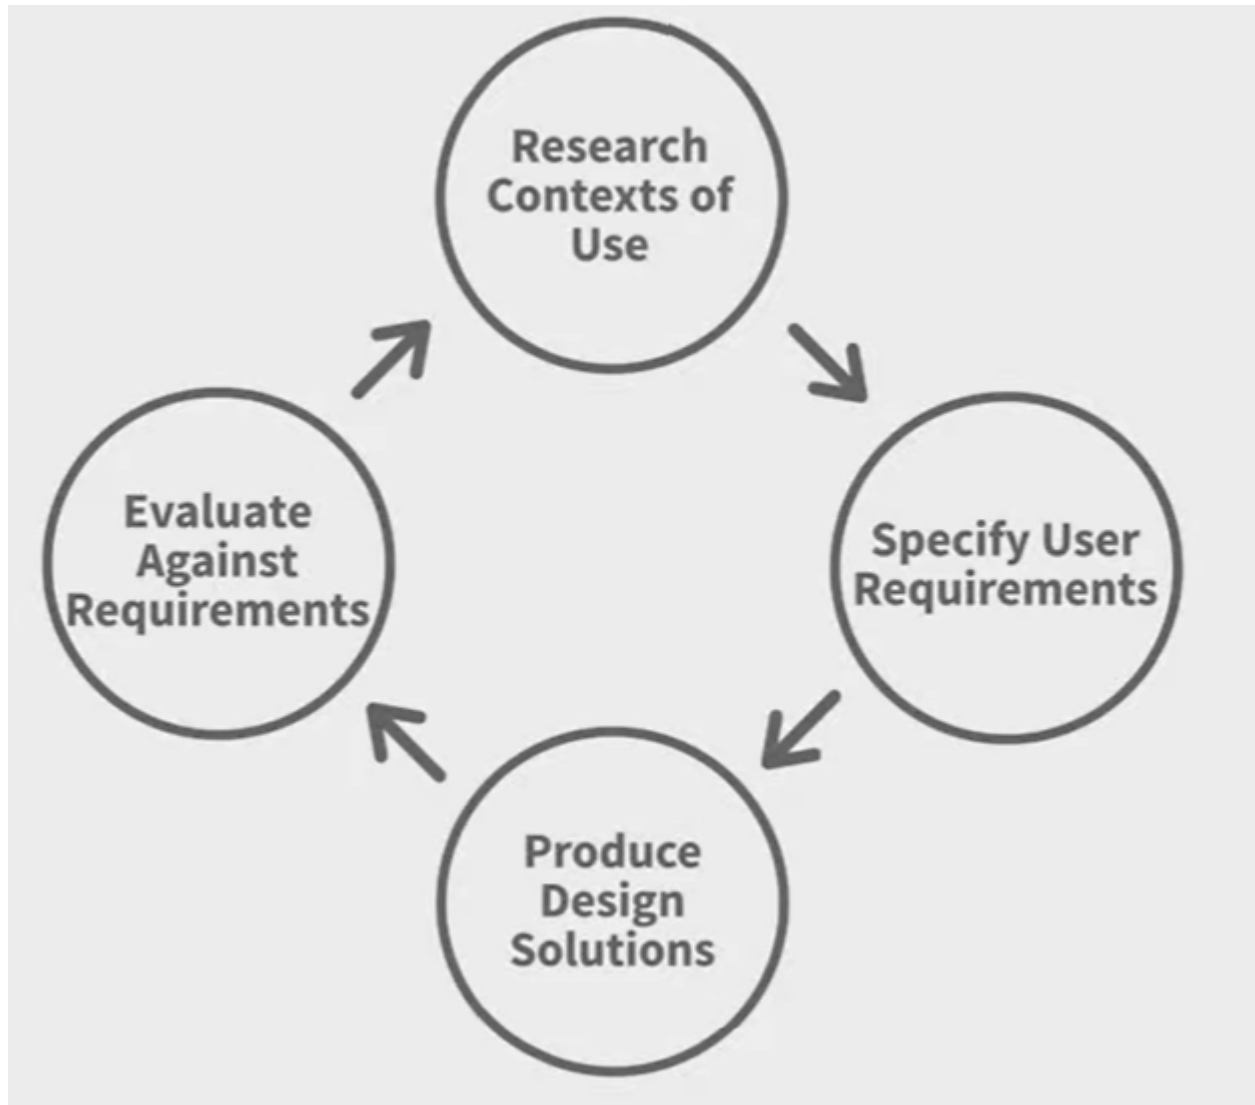 Research
Contexts of
Use
Specify User
Requirements
Produce
Design
Solutions
Evaluate
Against
Requirements